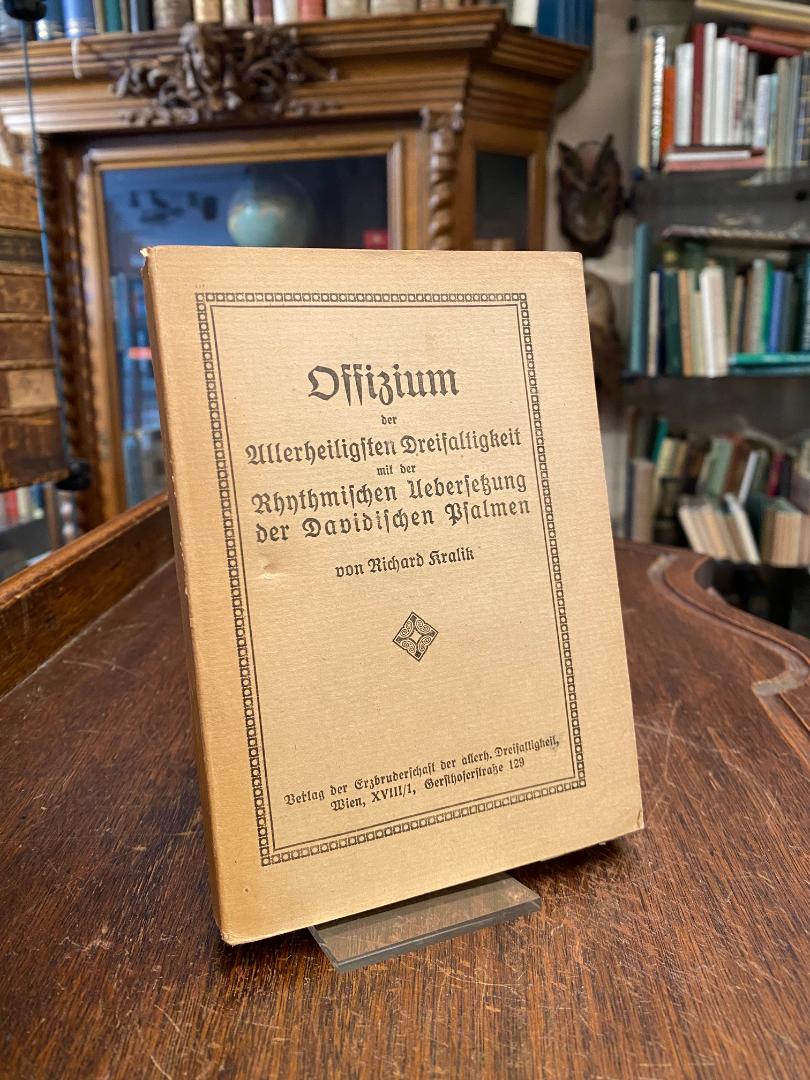 Offizium
der
Allerheiligsten Dreifaltigkeit
mit der
Rhythmischen Uebersetzung
der Davidischen Psalmen
von Richard Kralik
Verlag der Erzbruderschaft der allerh. Dreifaltigkeit,
Wien, XVIII/1, Gersthoferstraße 129